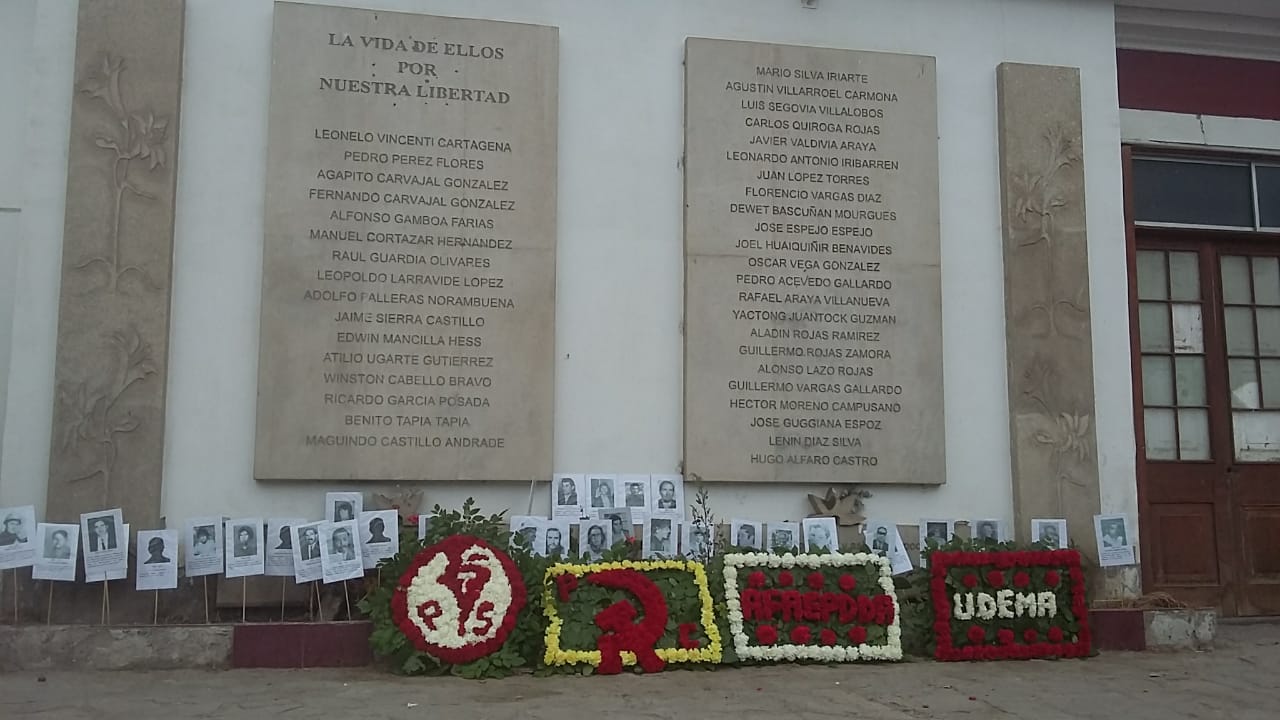 LA VIDA DE ELLOS
POR
NUESTRA LIBERTAD
LEONELO VINCENTI CARTAGENA
PEDRO PEREZ FLORES
AGAPITO CARVAJAL GONZALEZ
FERNANDO CARVAJAL GONZALEZ
ALFONSO GAMBOA FARIAS
MANUEL CORTAZAR HERNANDEZ
RAUL GUARDIA OLIVARES
LEOPOLDO LARRAVIDE LOPEZ
ADOLFO PALLERAS NORAMBUENA
JAIME SIERRA CASTILLO
EDWIN MANCILLA HESS
ATILIO UGARTE GUTIERREZ
WINSTON CABELLO BRAVO
RICARDO GARCIA POSADA
BENITO TAPIA TAPIA
MAGUINDO CASTILLO ANDRADE
MARIO SILVA IRIARTE
AGUSTIN VILLARROEL CARMONA
LUIS SEGOVIA VILLALOBOS
CARLOS QUIROGA ROJAS
JAVIER VALDIVIA ARAYA
LEONARDO ANTONIO IRIBARREN
JUAN LOPEZ TORRES
FLORENCIO VARGAS DIAZ
DEWET BASCUÑAN MOURGUES
JOSE ESPEJO ESPEJO
JOEL HUAIQUIÑIR BENAVIDES
OSCAR VEGA GONZALEZ
PEDRO ACEVEDO GALLARDO
RAFAEL ARAYA VILLANUEVA
YACTONG JUANTOCK GUZMAN
ALADIN ROJAS RAMIREZ
GUILLERMO ROJAS ZAMORA
ALONSO LAZO ROJAS
GUILLERMO VARGAS GALLARDO
HECTOR MORENO CAMPUSANO
JOSE GUGGIANA ESPOZ
LENIN DIAZ SILVA
HUGO ALFARO CASTRO
P S
P C
AFAEPDDA
UDEMA